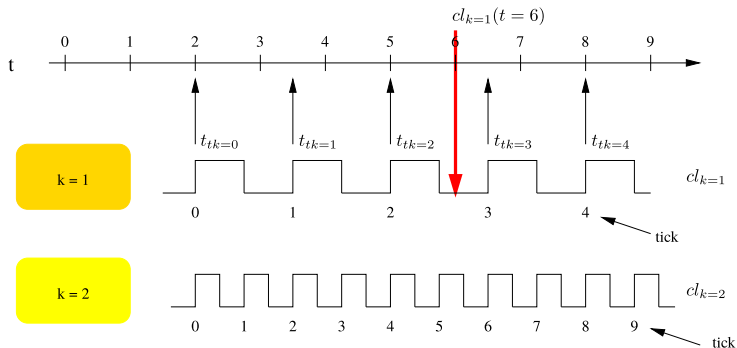 cl_{k=1}(t = 6)
0 1 2 3 4 5 6 7 8 9
t
t_{tk=0} t_{tk=1} t_{tk=2} t_{tk=3} t_{tk=4}
k = 1
cl_{k=1}
0 1 2 3 4
tick
k = 2
cl_{k=2}
0 1 2 3 4 5 6 7 8 9
tick